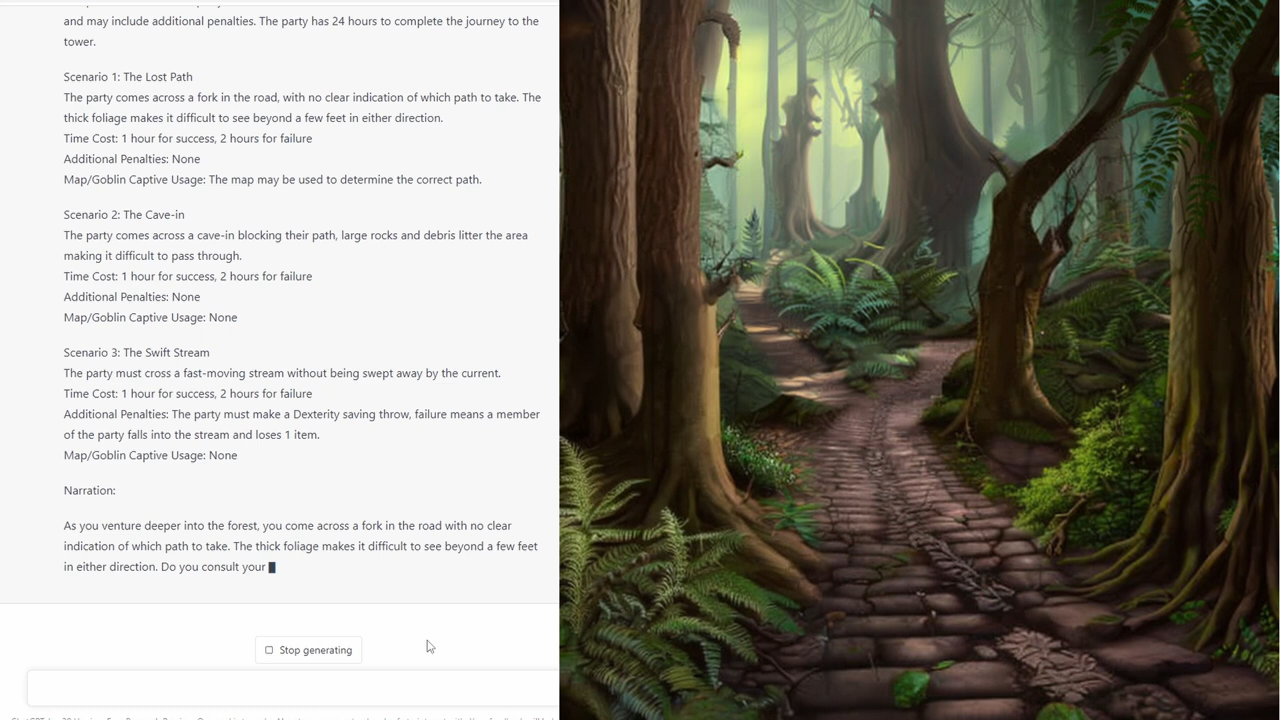 and may include additional penalties. The party has 24 hours to complete the journey to the
tower.
Scenario 1: The Lost Path
The party comes across a fork in the road, with no clear indication of which path to take. The
thick foliage makes it difficult to see beyond a few feet in either direction.
Time Cost: 1 hour for success, 2 hours for failure
Additional Penalties: None
Map/Goblin Captive Usage: The map may be used to determine the correct path.
Scenario 2: The Cave-in
The party comes across a cave-in blocking their path, large rocks and debris litter the area
making it difficult to pass through.
Time Cost: 1 hour for success, 2 hours for failure
Additional Penalties: None
Map/Goblin Captive Usage: None
Scenario 3: The Swift Stream
The party must cross a fast-moving stream without being swept away by the current.
Time Cost: 1 hour for success, 2 hours for failure
Additional Penalties: The party must make a Dexterity saving throw, failure means a member
of the party falls into the stream and loses 1 item.
Map/Goblin Captive Usage: None
Narration:
As you venture deeper into the forest, you come across a fork in the road with no clear
indication of which path to take. The thick foliage makes it difficult to see beyond a few feet
in either direction. Do you consult your
Stop generating